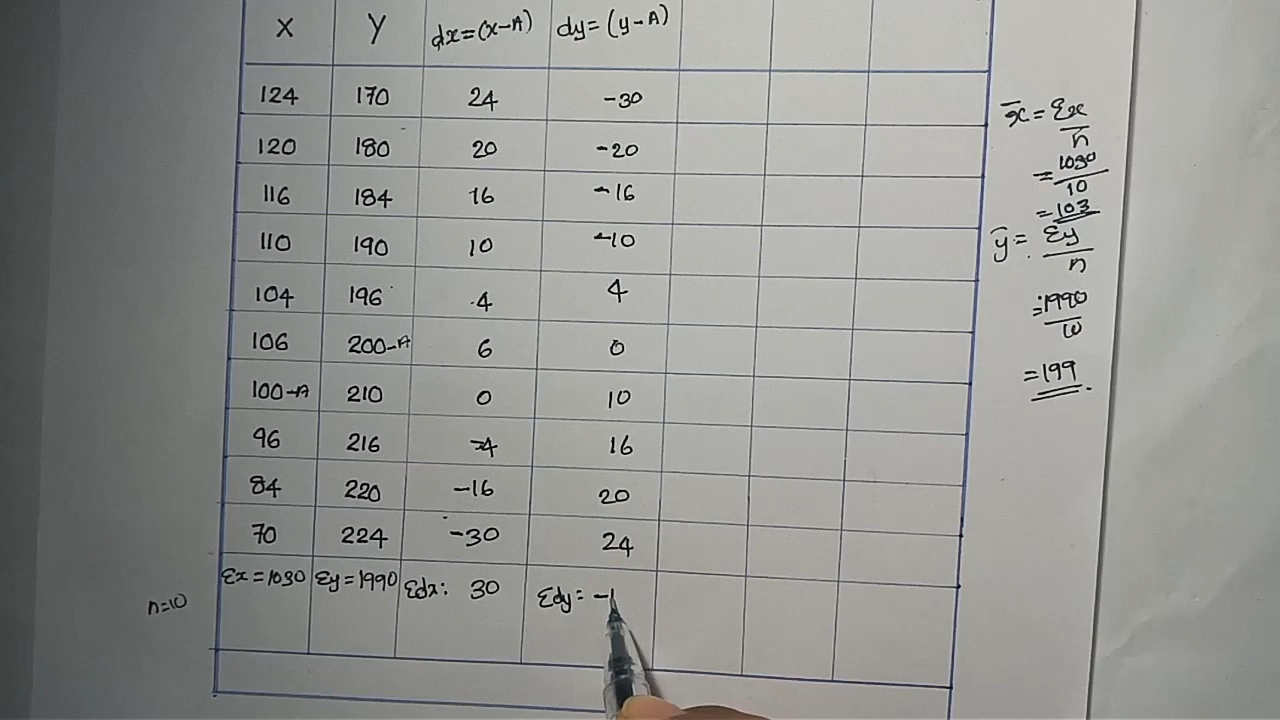 X Y dx=(x-A) dy=(y-A)
124 170 24 -30
120 180 20 -20
116 184 16 -16
110 190 10 -10
104 196 4 4
106 200-A 6 0
100-A 210 0 10
96 216 -4 16
84 220 -16 20
70 224 -30 24
Σx=1030 Σy=1990 Σdx: 30 Σdy=-1
n=10
x̄=Σx
n
=1030
10
=103
ȳ=Σy
n
=1990
10
=199